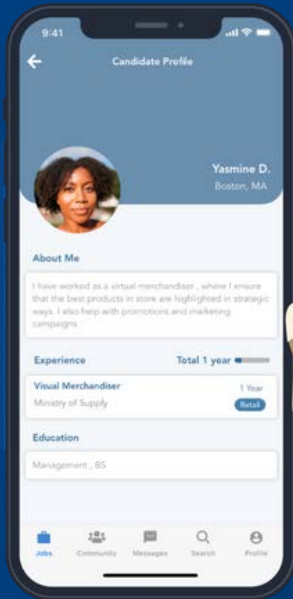 9:41
Candidate Profile
Yasmine D.
Boston, MA
About Me
I have worked as a virtual merchandiser , where I ensure
that the best products in store are highlighted in strategic
ways. I also help with promotions and marketing
campaigns.
Experience Total 1 year
Visual Merchandiser 1 Year
Ministry of Supply Retail
Education
Management , BS
Jobs Community Messages Search Profile